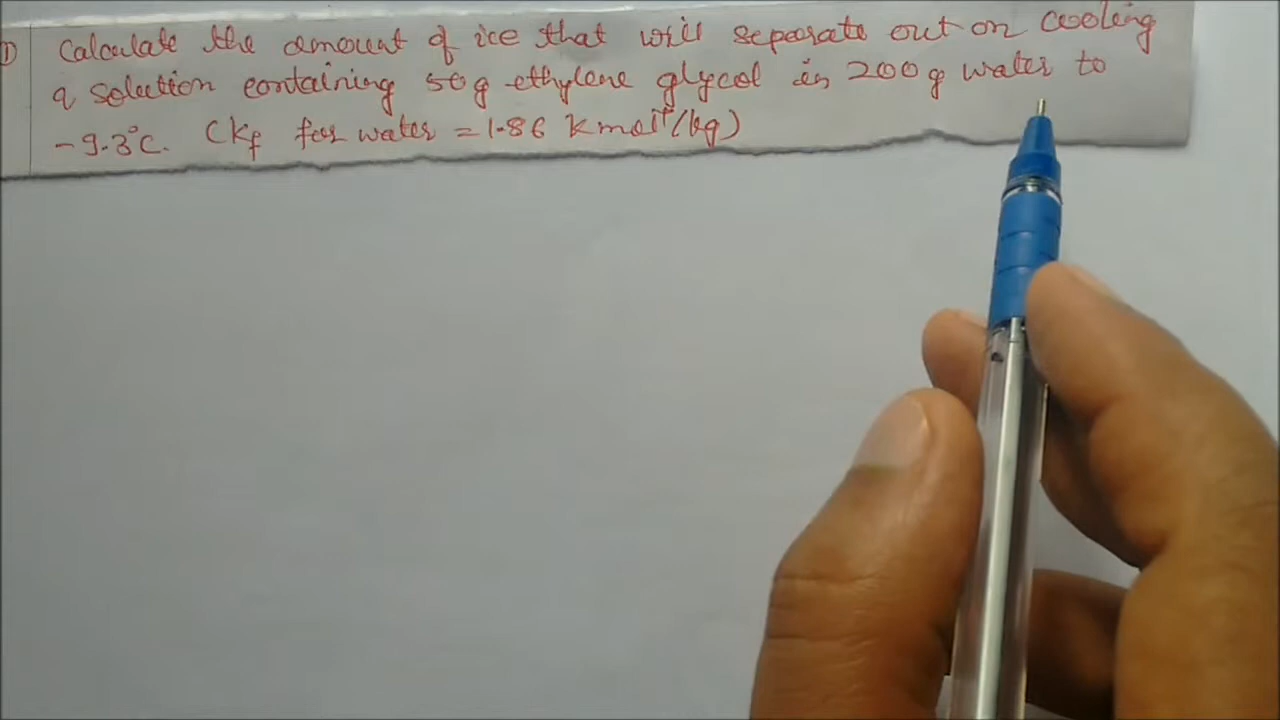 1) Calculate the amount of ice that will separate out on cooling
a solution containing 50g ethylene glycol in 200g water to
-9.3°C. (Kf for water = 1.86 K mol⁻¹ (kg)